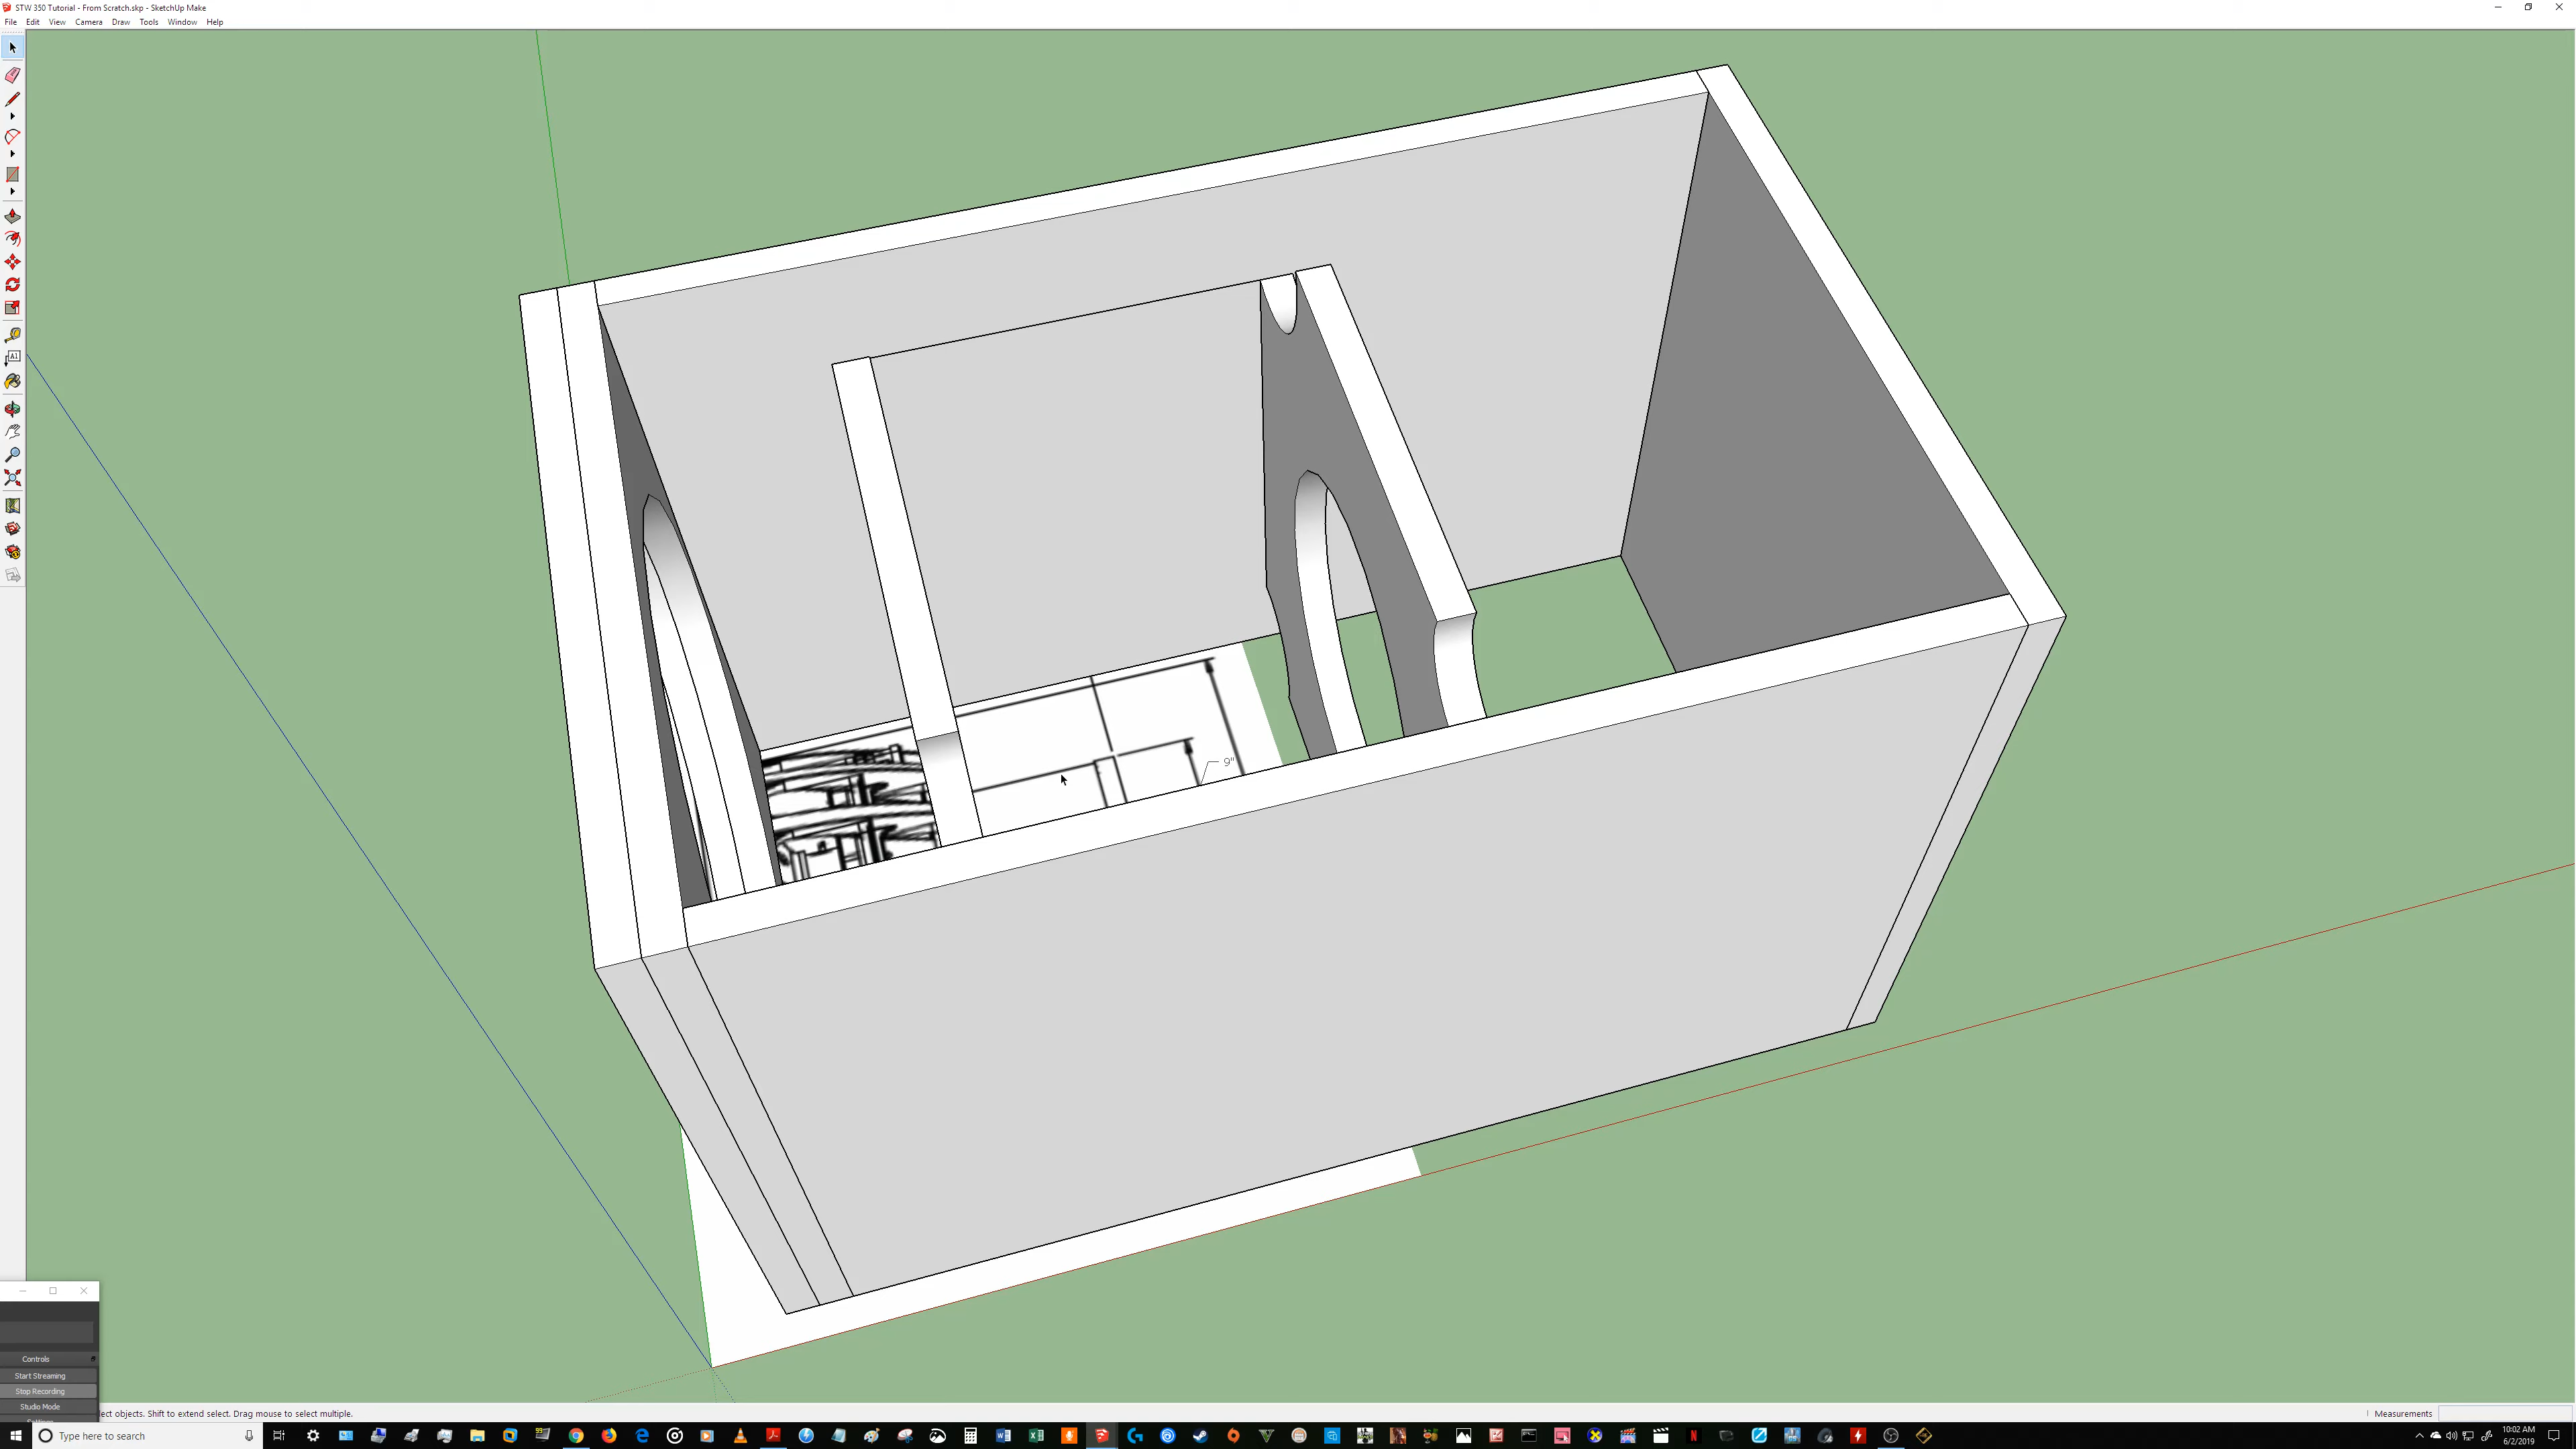 STW 350 Tutorial - From Scratch.skp - SketchUp Make
File Edit View Camera Draw Tools Window Help
A1
9"
Controls
Start Streaming
Stop Recording
Studio Mode
lect objects. Shift to extend select. Drag mouse to select multiple.
Measurements
Type here to search
10:02 AM
6/2/2019